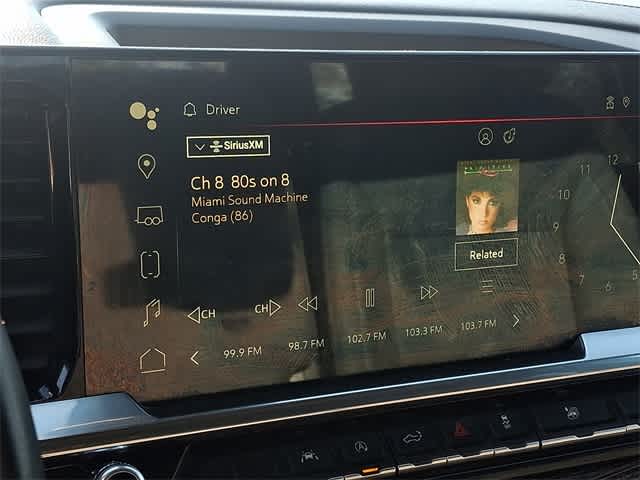 Driver
SiriusXM
Ch 8 80s on 8
Miami Sound Machine
Conga (86)
PRIMITIVE
Related
CH CH
99.9 FM 98.7 FM 102.7 FM 103.3 FM 103.7 FM
12
11
10
9
8
7
6
5
2